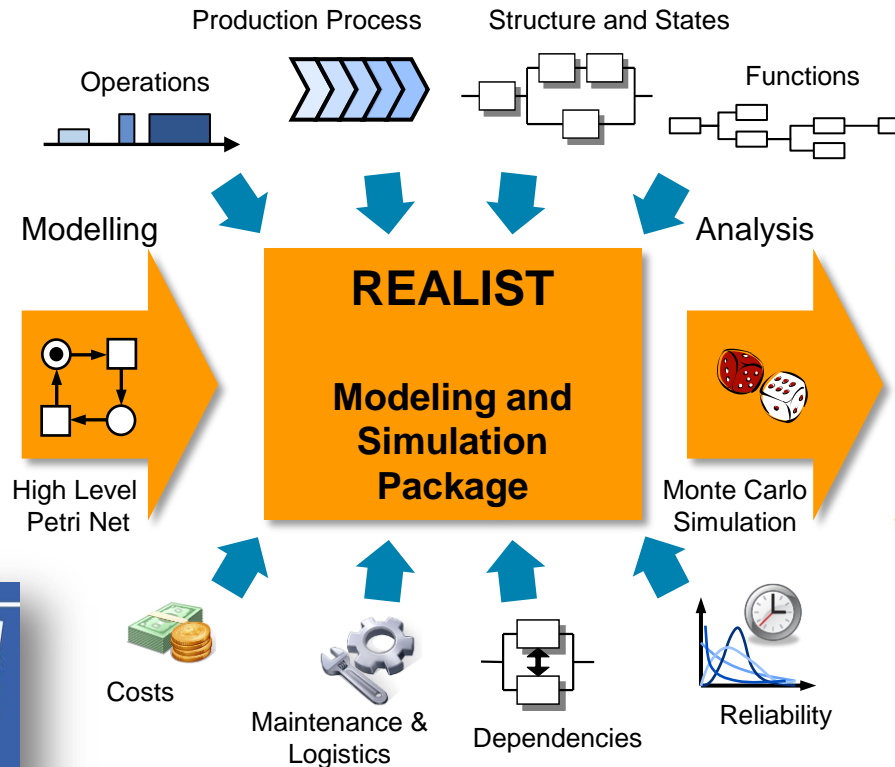 Production Process
Structure and States
Operations
Functions
Modelling
Analysis
REALIST
Modeling and
Simulation
Package
High Level
Petri Net
Monte Carlo
Simulation
Costs
Maintenance &
Logistics
Dependencies
Reliability